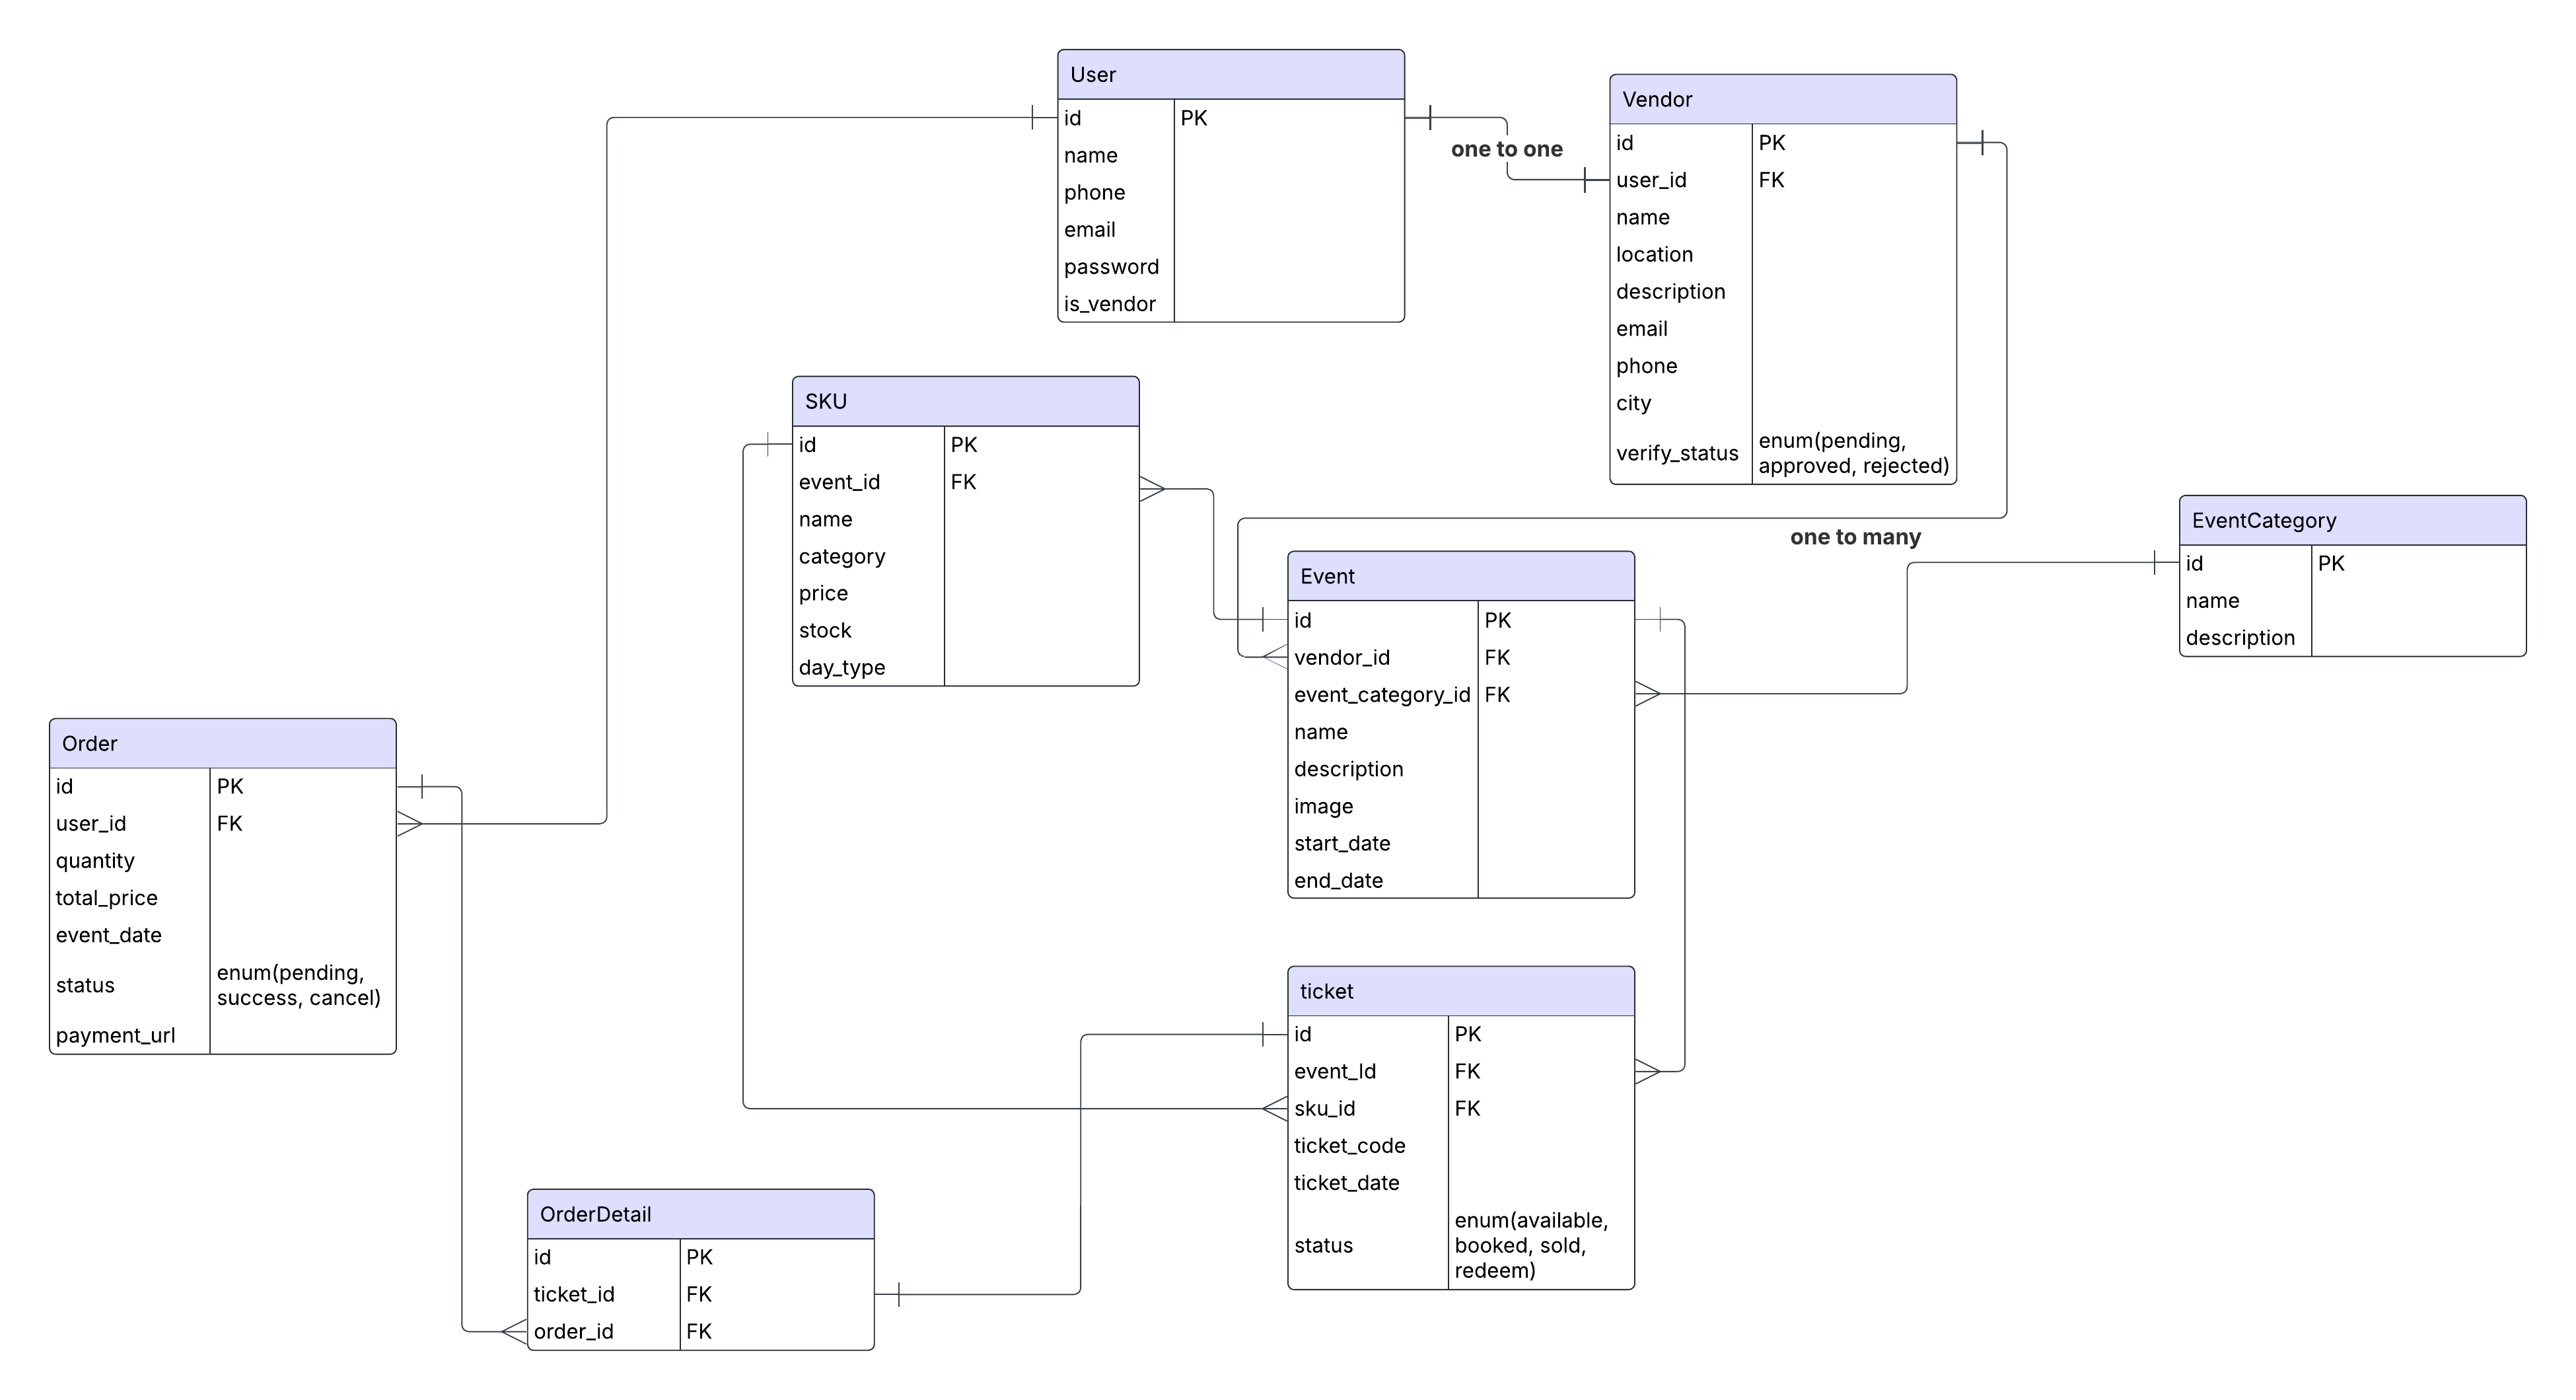 User
id PK
name
phone
email
password
is_vendor
one to one
Vendor
id PK
user_id FK
name
location
description
email
phone
city
verify_status enum(pending,
approved, rejected)
SKU
id PK
event_id FK
name
category
price
stock
day_type
one to many
EventCategory
id PK
name
description
Event
id PK
vendor_id FK
event_category_id FK
name
description
image
start_date
end_date
Order
id PK
user_id FK
quantity
total_price
event_date
status enum(pending,
success, cancel)
payment_url
ticket
id PK
event_Id FK
sku_id FK
ticket_code
ticket_date
status enum(available,
booked, sold,
redeem)
OrderDetail
id PK
ticket_id FK
order_id FK